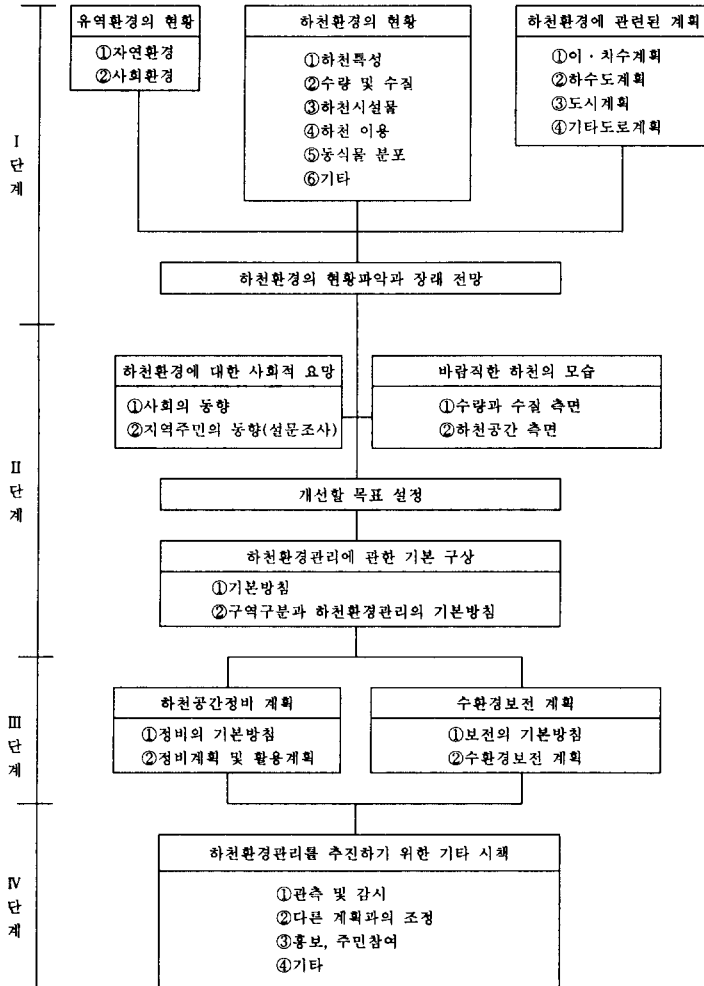 유역환경의 현황
①자연환경
②사회환경
하천환경의 현황
①하천특성
②수량 및 수질
③하천시설물
④하천 이용
⑤동식물 분포
⑥기타
하천환경에 관련된 계획
①이·치수계획
②하수도계획
③도시계획
④기타도로계획
Ⅰ
단
계
하천환경의 현황파악과 장래 전망
하천환경에 대한 사회적 요망
①사회의 동향
②지역주민의 동향(설문조사)
바람직한 하천의 모습
①수량과 수질 측면
②하천공간 측면
Ⅱ
단
계
개선할 목표 설정
하천환경관리에 관한 기본 구상
①기본방침
②구역구분과 하천환경관리의 기본방침
Ⅲ
단
계
하천공간정비 계획
①정비의 기본방침
②정비계획 및 활용계획
수환경보전 계획
①보전의 기본방침
②수환경보전 계획
Ⅳ
단
계
하천환경관리를 추진하기 위한 기타 시책
①관측 및 감시
②다른 계획과의 조정
③홍보, 주민참여
④기타